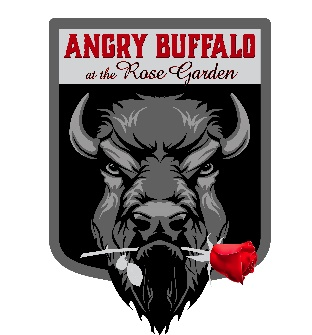 ANGRY BUFFALO
at the Rose Garden